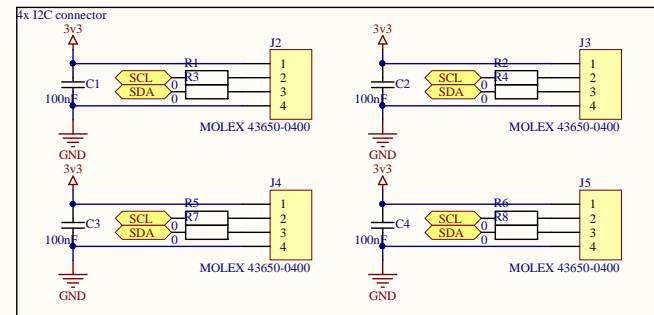 4x I2C connector
3v3
J2
R1
1
SCL
R3
2
C1
SDA
0
3
100nF
0
4
MOLEX 43650-0400
GND
3v3
J3
R2
1
SCL
R4
2
C2
SDA
0
3
100nF
0
4
MOLEX 43650-0400
GND
3v3
J4
R5
1
SCL
R7
2
C3
SDA
0
3
100nF
0
4
MOLEX 43650-0400
GND
3v3
J5
R6
1
SCL
R8
2
C4
SDA
0
3
100nF
0
4
MOLEX 43650-0400
GND